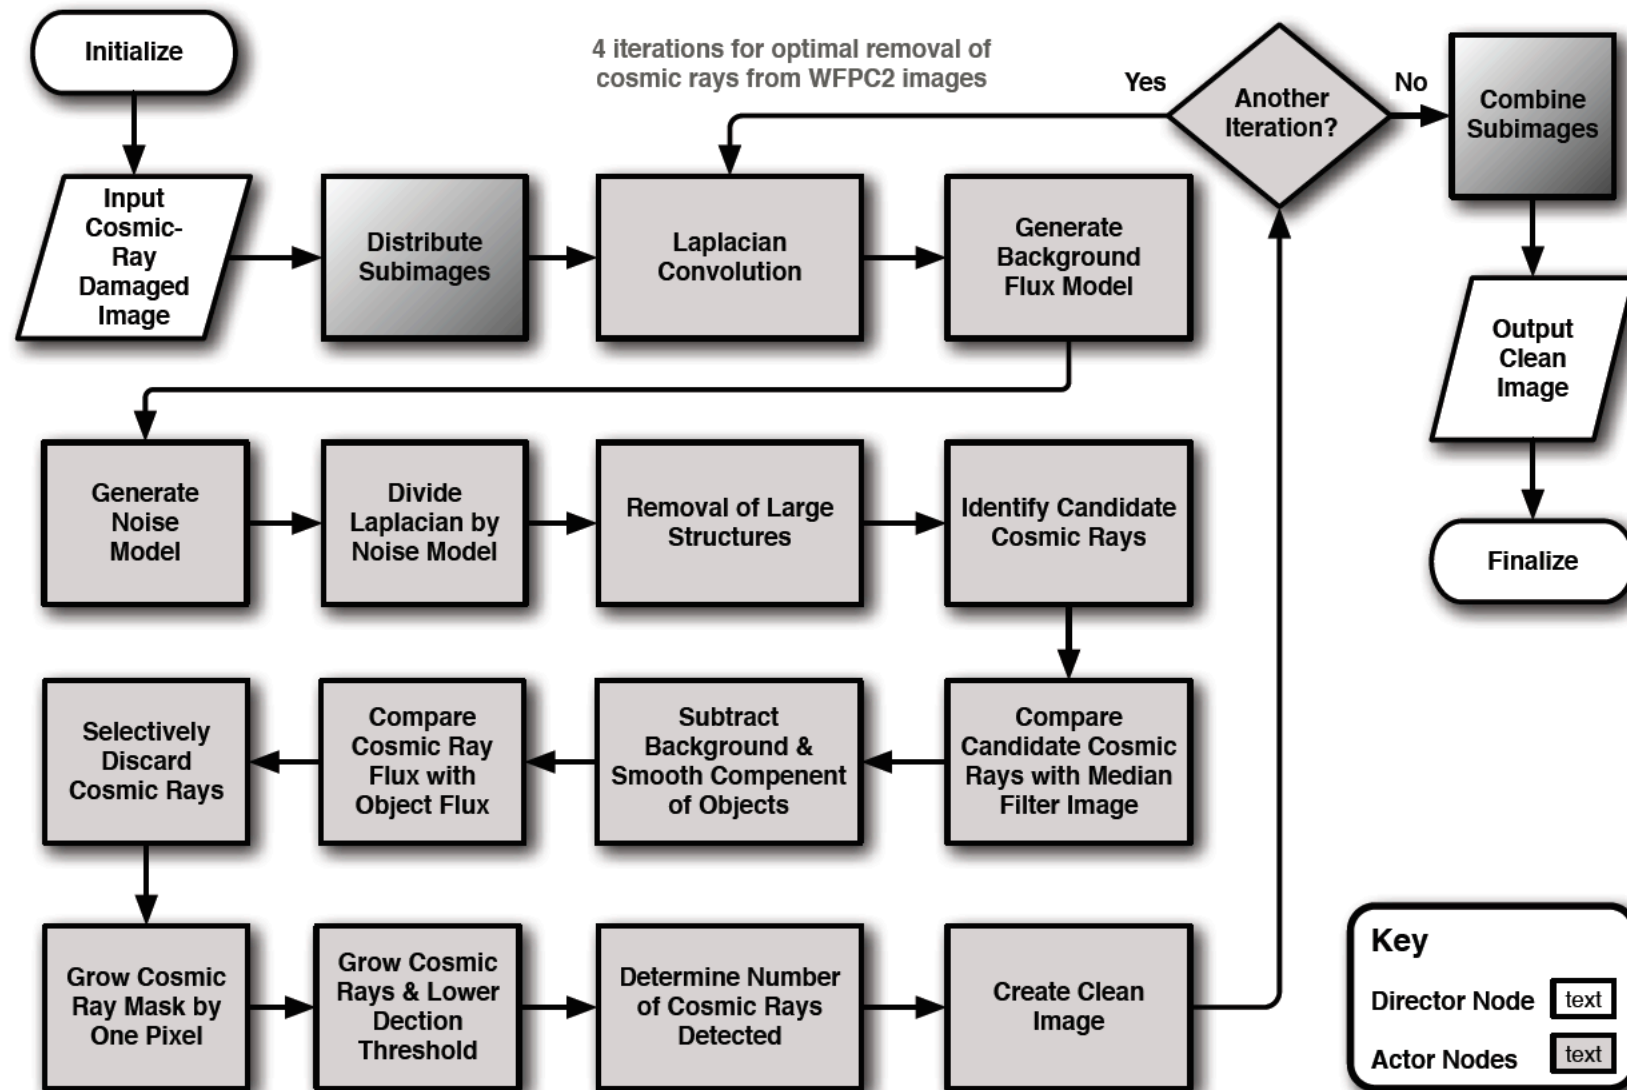 Initialize
4 iterations for optimal removal of
cosmic rays from WFPC2 images
Yes
Another
Iteration?
No
Combine
Subimages
Input
Cosmic-
Ray
Damaged
Image
Distribute
Subimages
Laplacian
Convolution
Generate
Background
Flux Model
Output
Clean
Image
Generate
Noise
Model
Divide
Laplacian by
Noise Model
Removal of Large
Structures
Identify Candidate
Cosmic Rays
Finalize
Selectively
Discard
Cosmic Rays
Compare
Cosmic Ray
Flux with
Object Flux
Subtract
Background &
Smooth Compenent
of Objects
Compare
Candidate Cosmic
Rays with Median
Filter Image
Grow Cosmic
Ray Mask by
One Pixel
Grow Cosmic
Rays & Lower
Dection
Threshold
Determine Number
of Cosmic Rays
Detected
Create Clean
Image
Key
Director Node text
Actor Nodes text